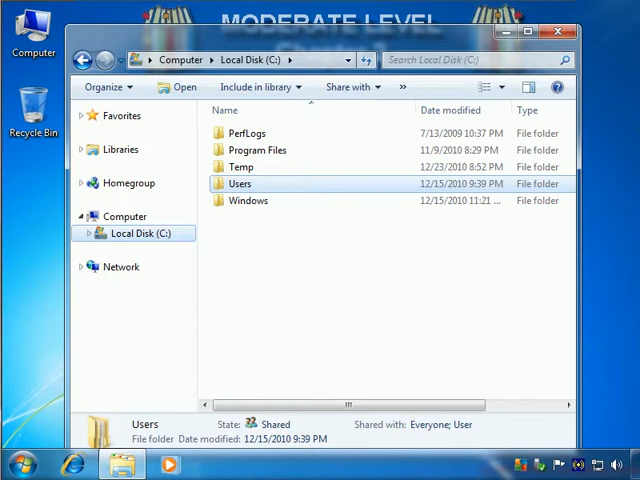 MODERATE LEVEL
Computer
Recycle Bin
Computer Local Disk (C:)
Search Local Disk (C:)
Organize Open Include in library Share with »
Name Date modified Type
Favorites
Libraries
Homegroup
Computer
Local Disk (C:)
Network
PerfLogs 7/13/2009 10:37 PM File folder
Program Files 11/9/2010 8:29 PM File folder
Temp 12/23/2010 8:52 PM File folder
Users 12/15/2010 9:39 PM File folder
Windows 12/15/2010 11:21 ... File folder
Users State: Shared Shared with: Everyone; User
File folder Date modified: 12/15/2010 9:39 PM